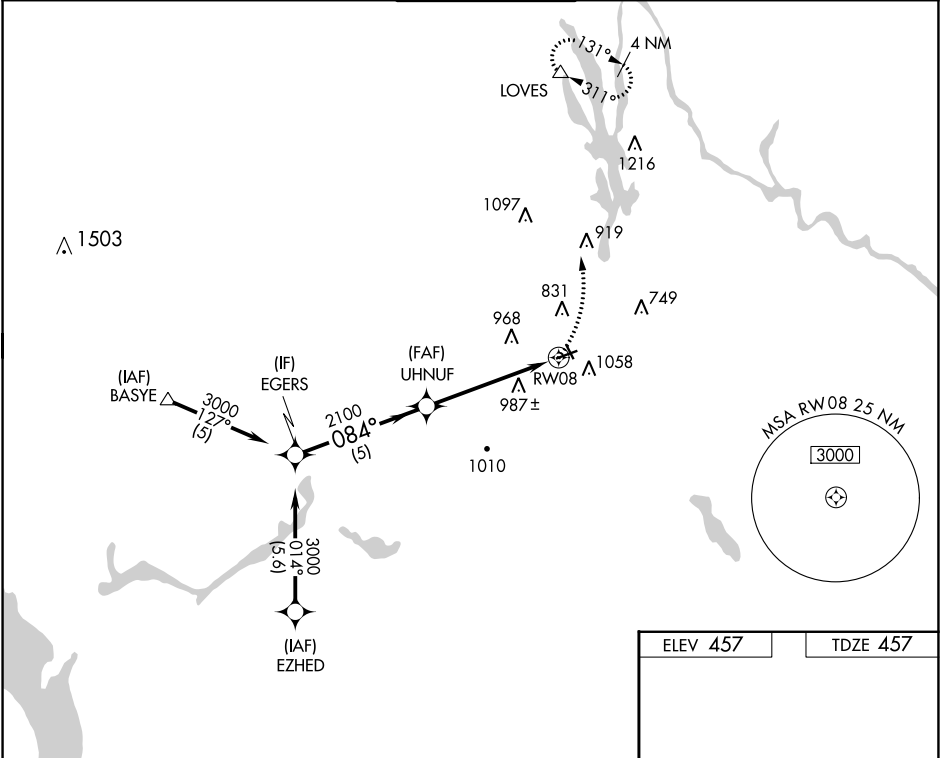 131°
4 NM
LOVES
311°
1216
1097
919
1503
831
749
968
(FAF)
UHNUF
(IF)
EGERS
RW08
1058
987 ±
(IAF)
BASYE
3000
127°
(5)
2100
084°
(5)
1010
MSA RW08 25 NM
3000
3000
014°
(5.6)
(IAF)
EZHED
ELEV 457
TDZE 457